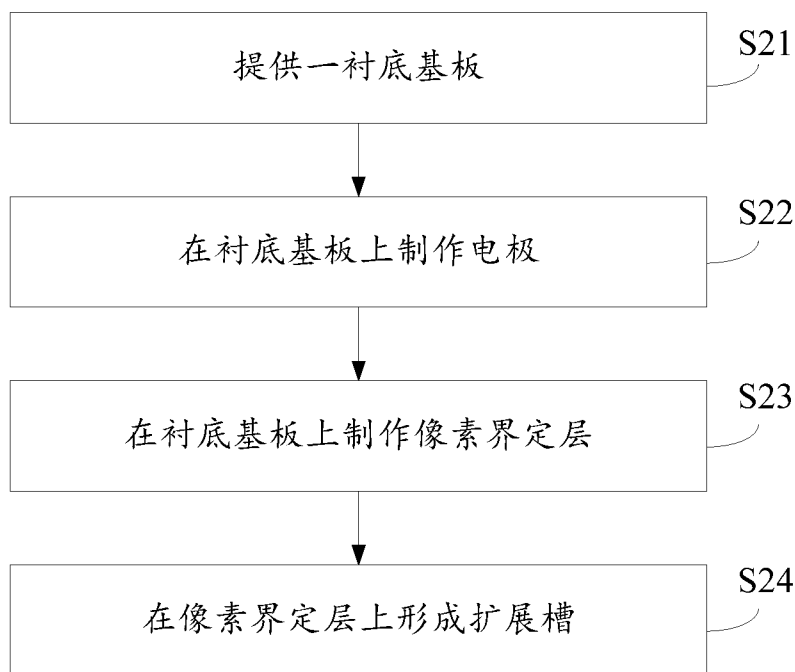 提供一衬底基板
S21
在衬底基板上制作电极
S22
在衬底基板上制作像素界定层
S23
在像素界定层上形成扩展槽
S24